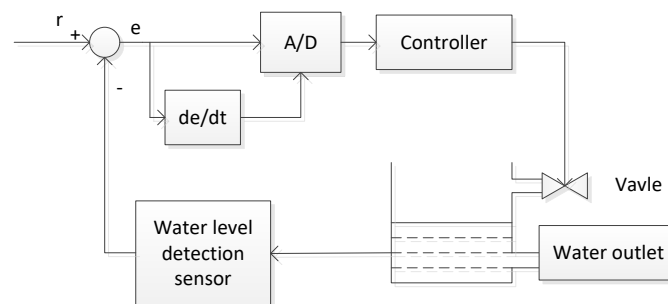 r
+
e
A/D
Controller
-
de/dt
Vavle
Water level
detection
sensor
Water outlet